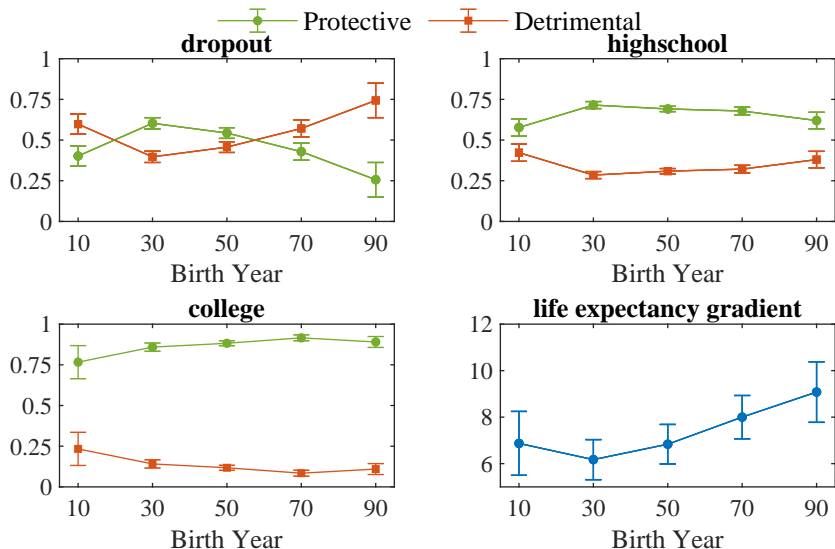 Protective Detrimental
dropout
1
0.75
0.5
0.25
0
10 30 50 70 90
Birth Year
highschool
1
0.75
0.5
0.25
0
10 30 50 70 90
Birth Year
college
1
0.75
0.5
0.25
0
10 30 50 70 90
Birth Year
life expectancy gradient
12
10
8
6
10 30 50 70 90
Birth Year